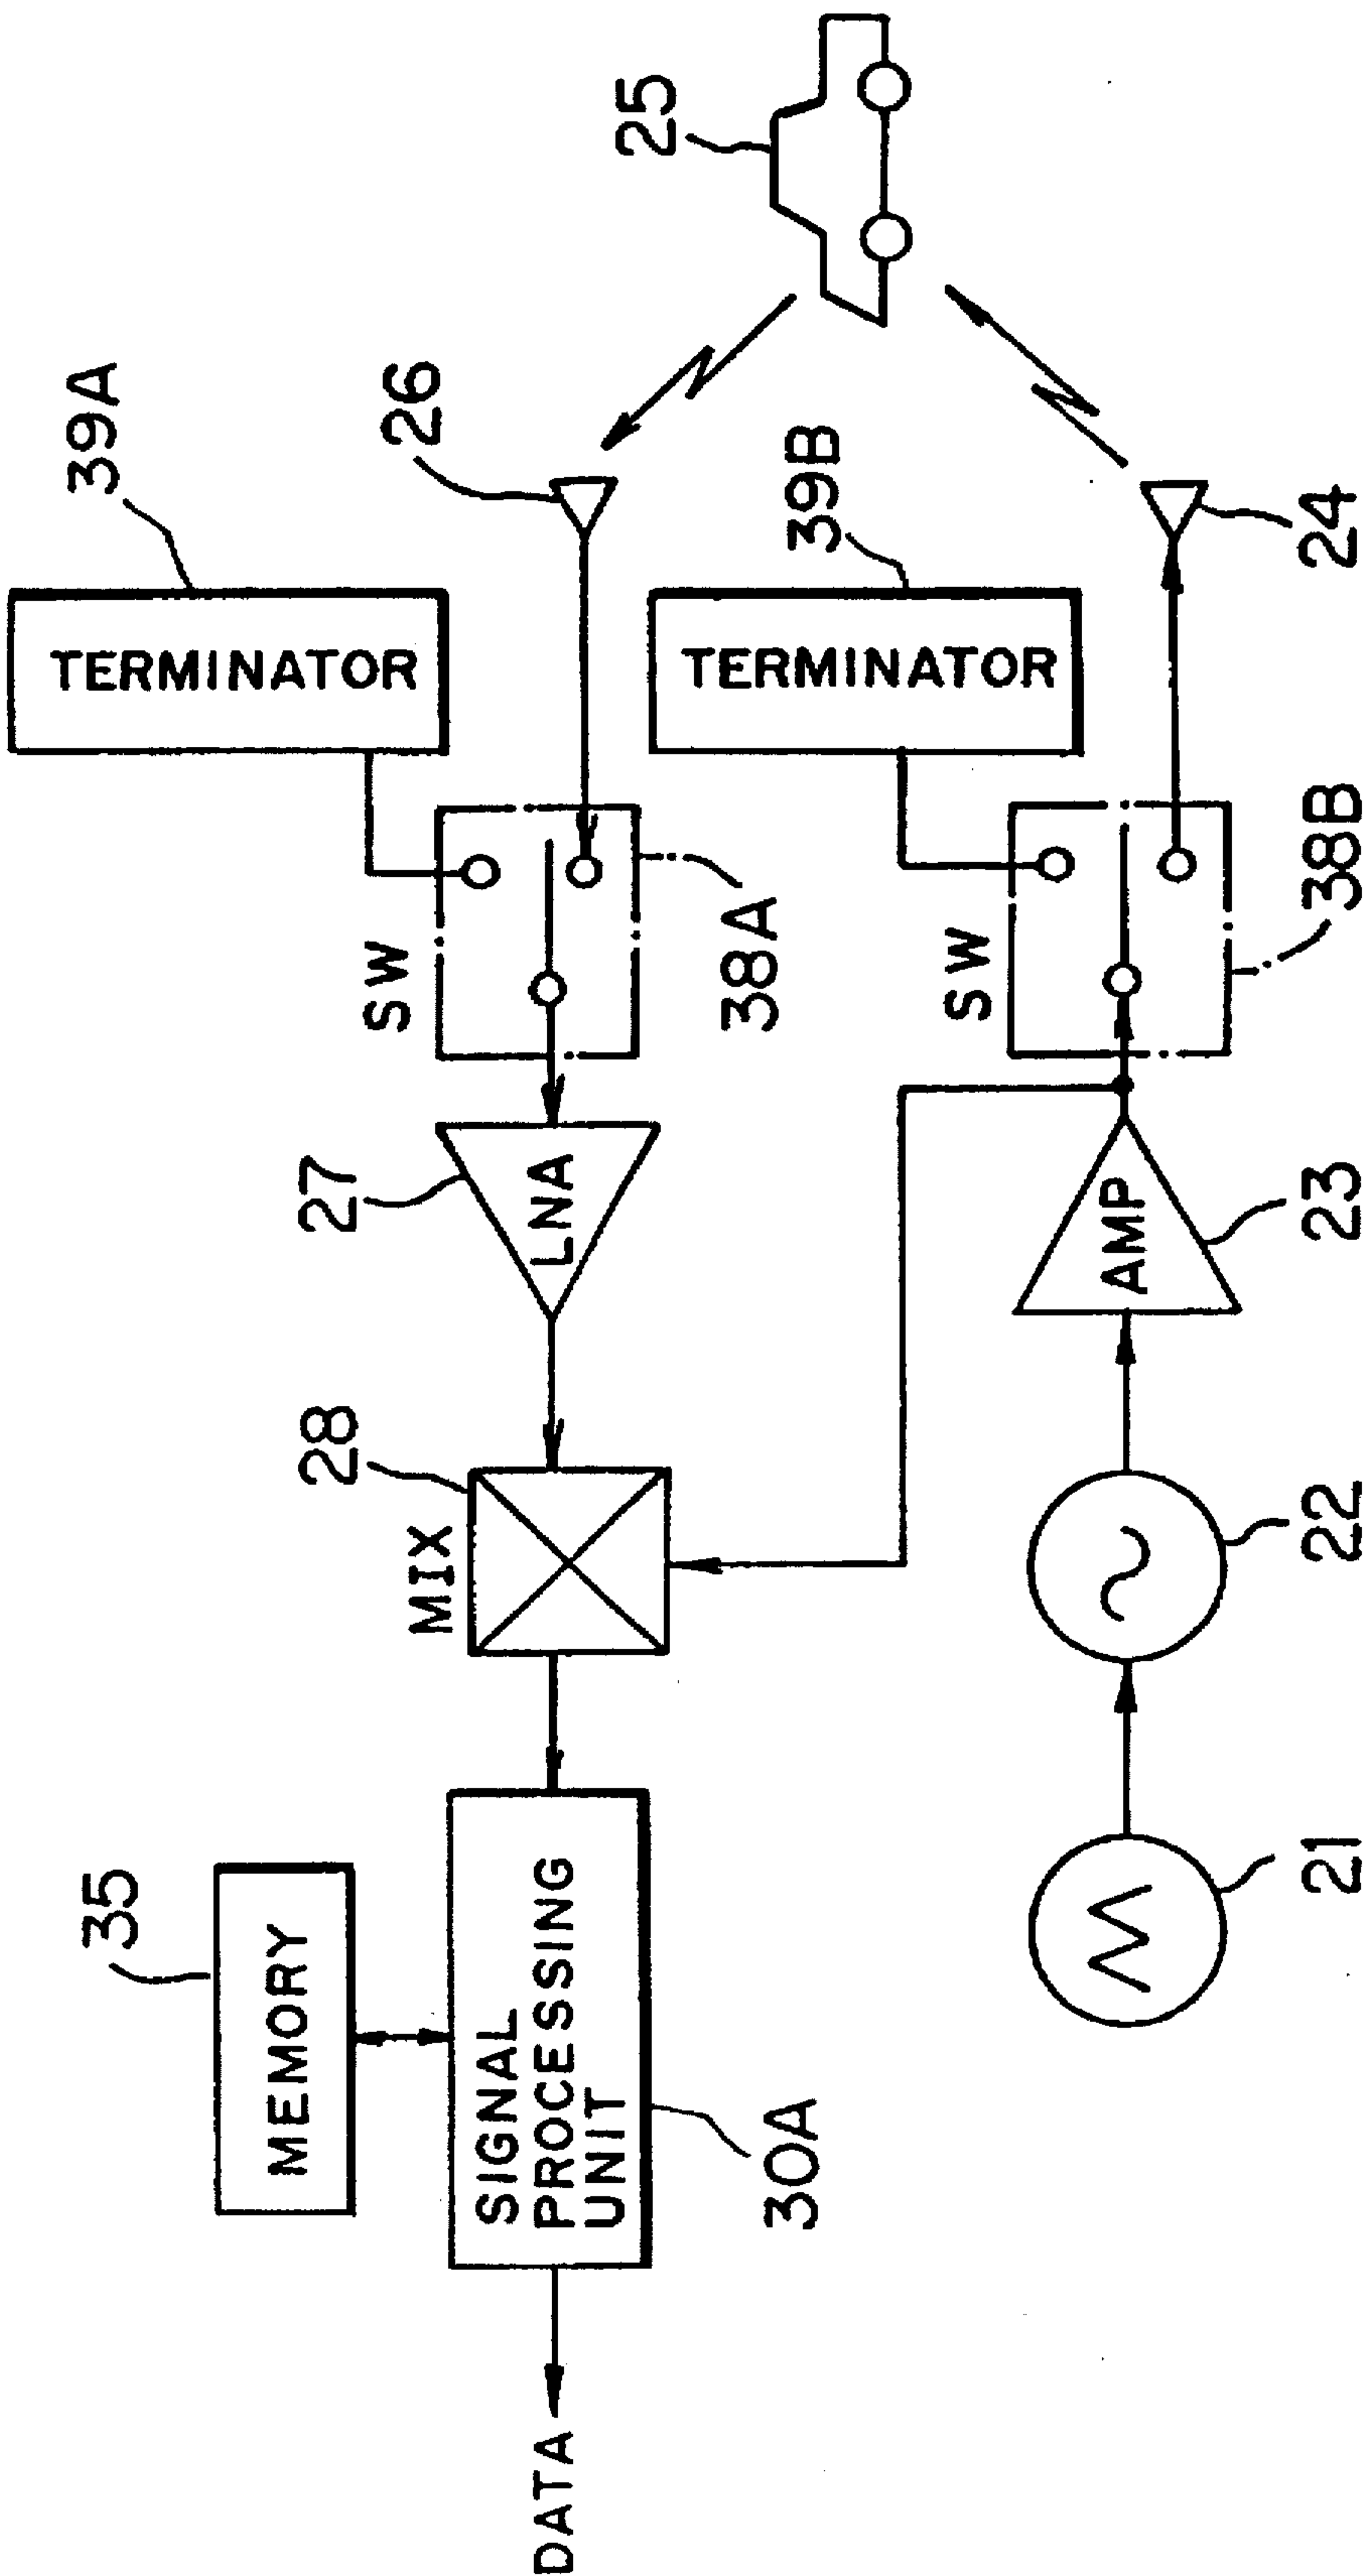 39A
TERMINATOR
26
25
SW
38A
27
LNA
28
MIX
35
MEMORY
SIGNAL
PROCESSING
UNIT
30A
DATA
39B
TERMINATOR
SW
38B
24
AMP
23
22
21